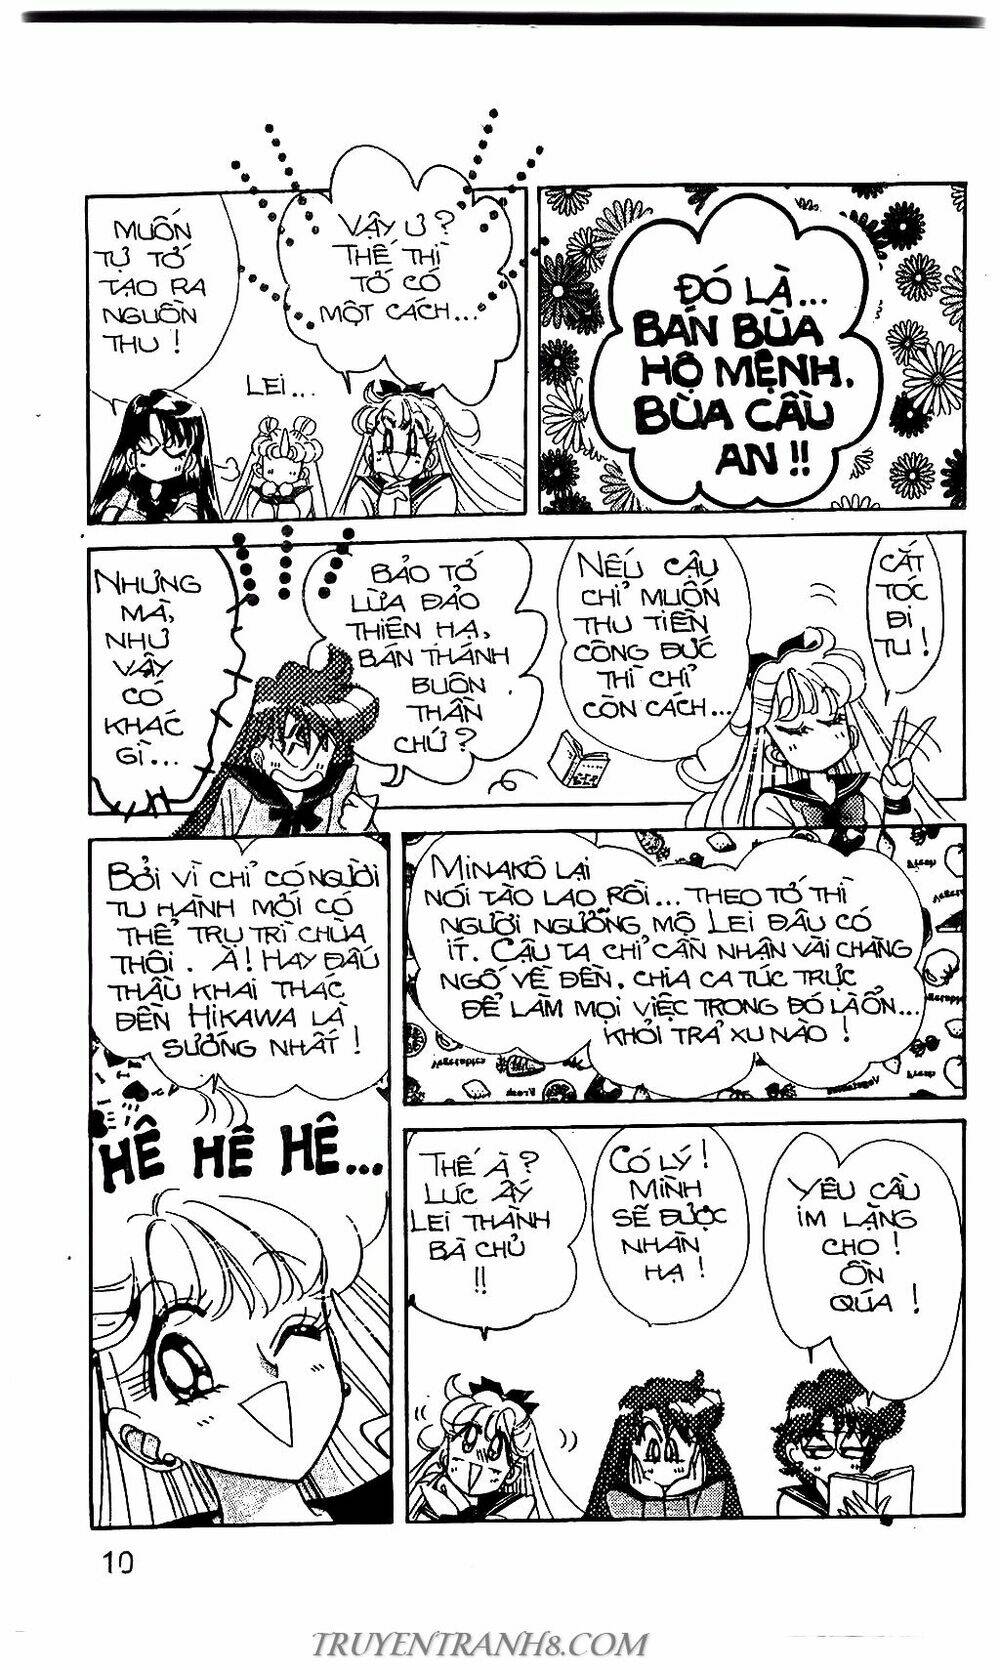 MUỐN
TỰ TỚ
TẠO RA
NGUỒN
THU !
LEI...
VẬY Ư ?
THẾ THÌ
TỚ CÓ
MỘT CÁCH...
ĐÓ LÀ...
BÁN BÙA
HỘ MỆNH.
BÙA CẦU
AN !!
NHƯNG
MÀ,
NHƯ
VẬY
CÓ
KHÁC
GÌ...
BẢO TỚ
LỪA ĐẢO
THIÊN HẠ,
BÁN THÁNH
BUÔN
THẦN
CHỨ ?
NẾU CẬU
CHỈ MUỐN
THU TIỀN
CÔNG ĐỨC
THÌ CHỈ
CÒN CÁCH...
CẮT
TÓC
ĐI
TU !
BỞI VÌ CHỈ CÓ NGƯỜI
TU HÀNH MỚI CÓ
THỂ TRỤ TRÌ CHÙA
THÔI. À! HAY ĐẤU
THẦU KHAI THÁC
ĐỀN HIKAWA LÀ
SƯỚNG NHẤT !
HÊ HÊ HÊ...
MINAKÔ LẠI
NÓI TÀO LAO RỒI... THEO TỚ THÌ
NGƯỜI NGƯỠNG MỘ LEI ĐÂU CÓ
ÍT. CẬU TA CHỈ CẦN NHẬN VÀI CHÀNG
NGỐ VỀ ĐỀN. CHIA CA TÚC TRỰC
ĐỂ LÀM MỌI VIỆC TRONG ĐÓ LÀ ỔN...
KHỎI TRẢ XU NÀO !
THẾ À ?
LÚC ẤY
LEI THÀNH
BÀ CHỦ
!!
CÓ LÝ !
MÌNH
SẼ ĐƯỢC
NHÀN
HẠ !
YÊU CẦU
IM LẶNG
CHO !
ỒN
QÚA !
10
TRUYENTRANH8.COM